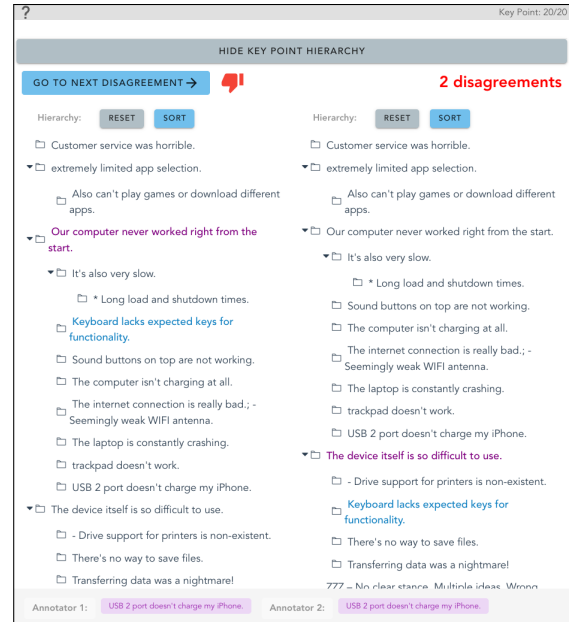 ?
Key Point: 20/20
HIDE KEY POINT HIERARCHY
GO TO NEXT DISAGREEMENT →
2 disagreements
Hierarchy: RESET SORT
Customer service was horrible.
extremely limited app selection.
Also can't play games or download different
apps.
Our computer never worked right from the
start.
It's also very slow.
* Long load and shutdown times.
Keyboard lacks expected keys for
functionality.
Sound buttons on top are not working.
The computer isn't charging at all.
The internet connection is really bad.; -
Seemingly weak WIFI antenna.
The laptop is constantly crashing.
trackpad doesn't work.
USB 2 port doesn't charge my iPhone.
The device itself is so difficult to use.
- Drive support for printers is non-existent.
There's no way to save files.
Transferring data was a nightmare!
Hierarchy: RESET SORT
Customer service was horrible.
extremely limited app selection.
Also can't play games or download different
apps.
Our computer never worked right from the start.
It's also very slow.
* Long load and shutdown times.
Sound buttons on top are not working.
The computer isn't charging at all.
The internet connection is really bad.; -
Seemingly weak WIFI antenna.
The laptop is constantly crashing.
trackpad doesn't work.
USB 2 port doesn't charge my iPhone.
The device itself is so difficult to use.
- Drive support for printers is non-existent.
Keyboard lacks expected keys for
functionality.
There's no way to save files.
Transferring data was a nightmare!
ZZZ – No clear stance, Multiple ideas, Wrong
Annotator 1: USB 2 port doesn't charge my iPhone.
Annotator 2: USB 2 port doesn't charge my iPhone.